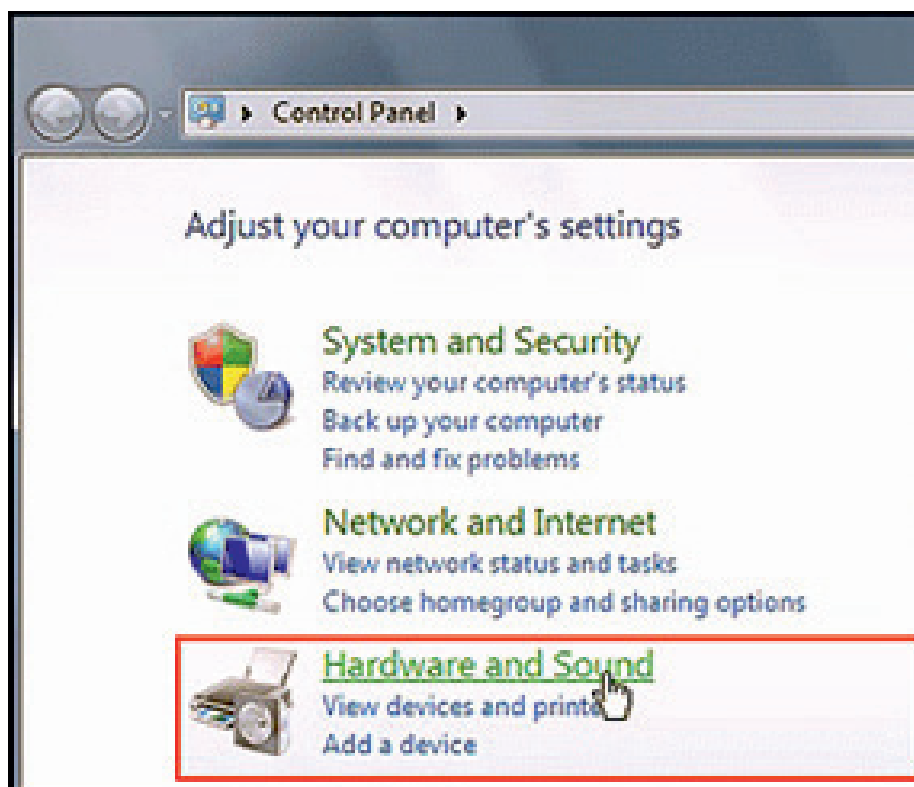 Control Panel
Adjust your computer's settings
System and Security
Review your computer's status
Back up your computer
Find and fix problems
Network and Internet
View network status and tasks
Choose homegroup and sharing options
Hardware and Sound
View devices and printe
Add a device